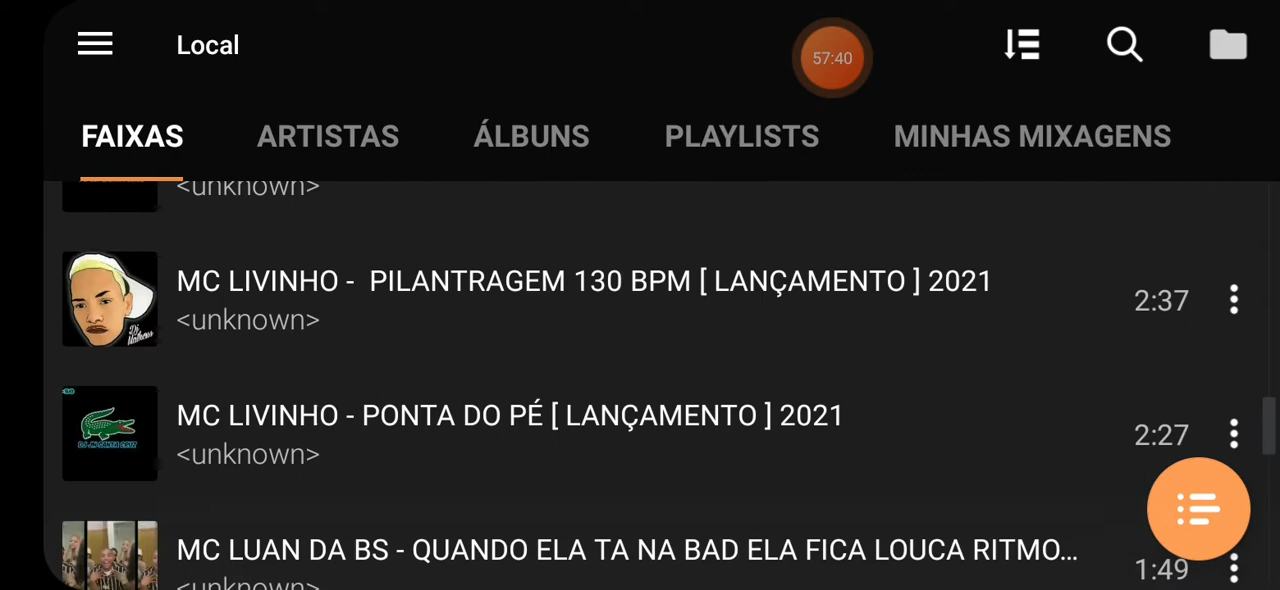 Local
57:40
FAIXAS ARTISTAS ÁLBUNS PLAYLISTS MINHAS MIXAGENS
<unknown>
MC LIVINHO - PILANTRAGEM 130 BPM [ LANÇAMENTO ] 2021
<unknown>
2:37
MC LIVINHO - PONTA DO PÉ [ LANÇAMENTO ] 2021
<unknown>
2:27
MC LUAN DA BS - QUANDO ELA TA NA BAD ELA FICA LOUCA RITMO...
<unknown>
1:49